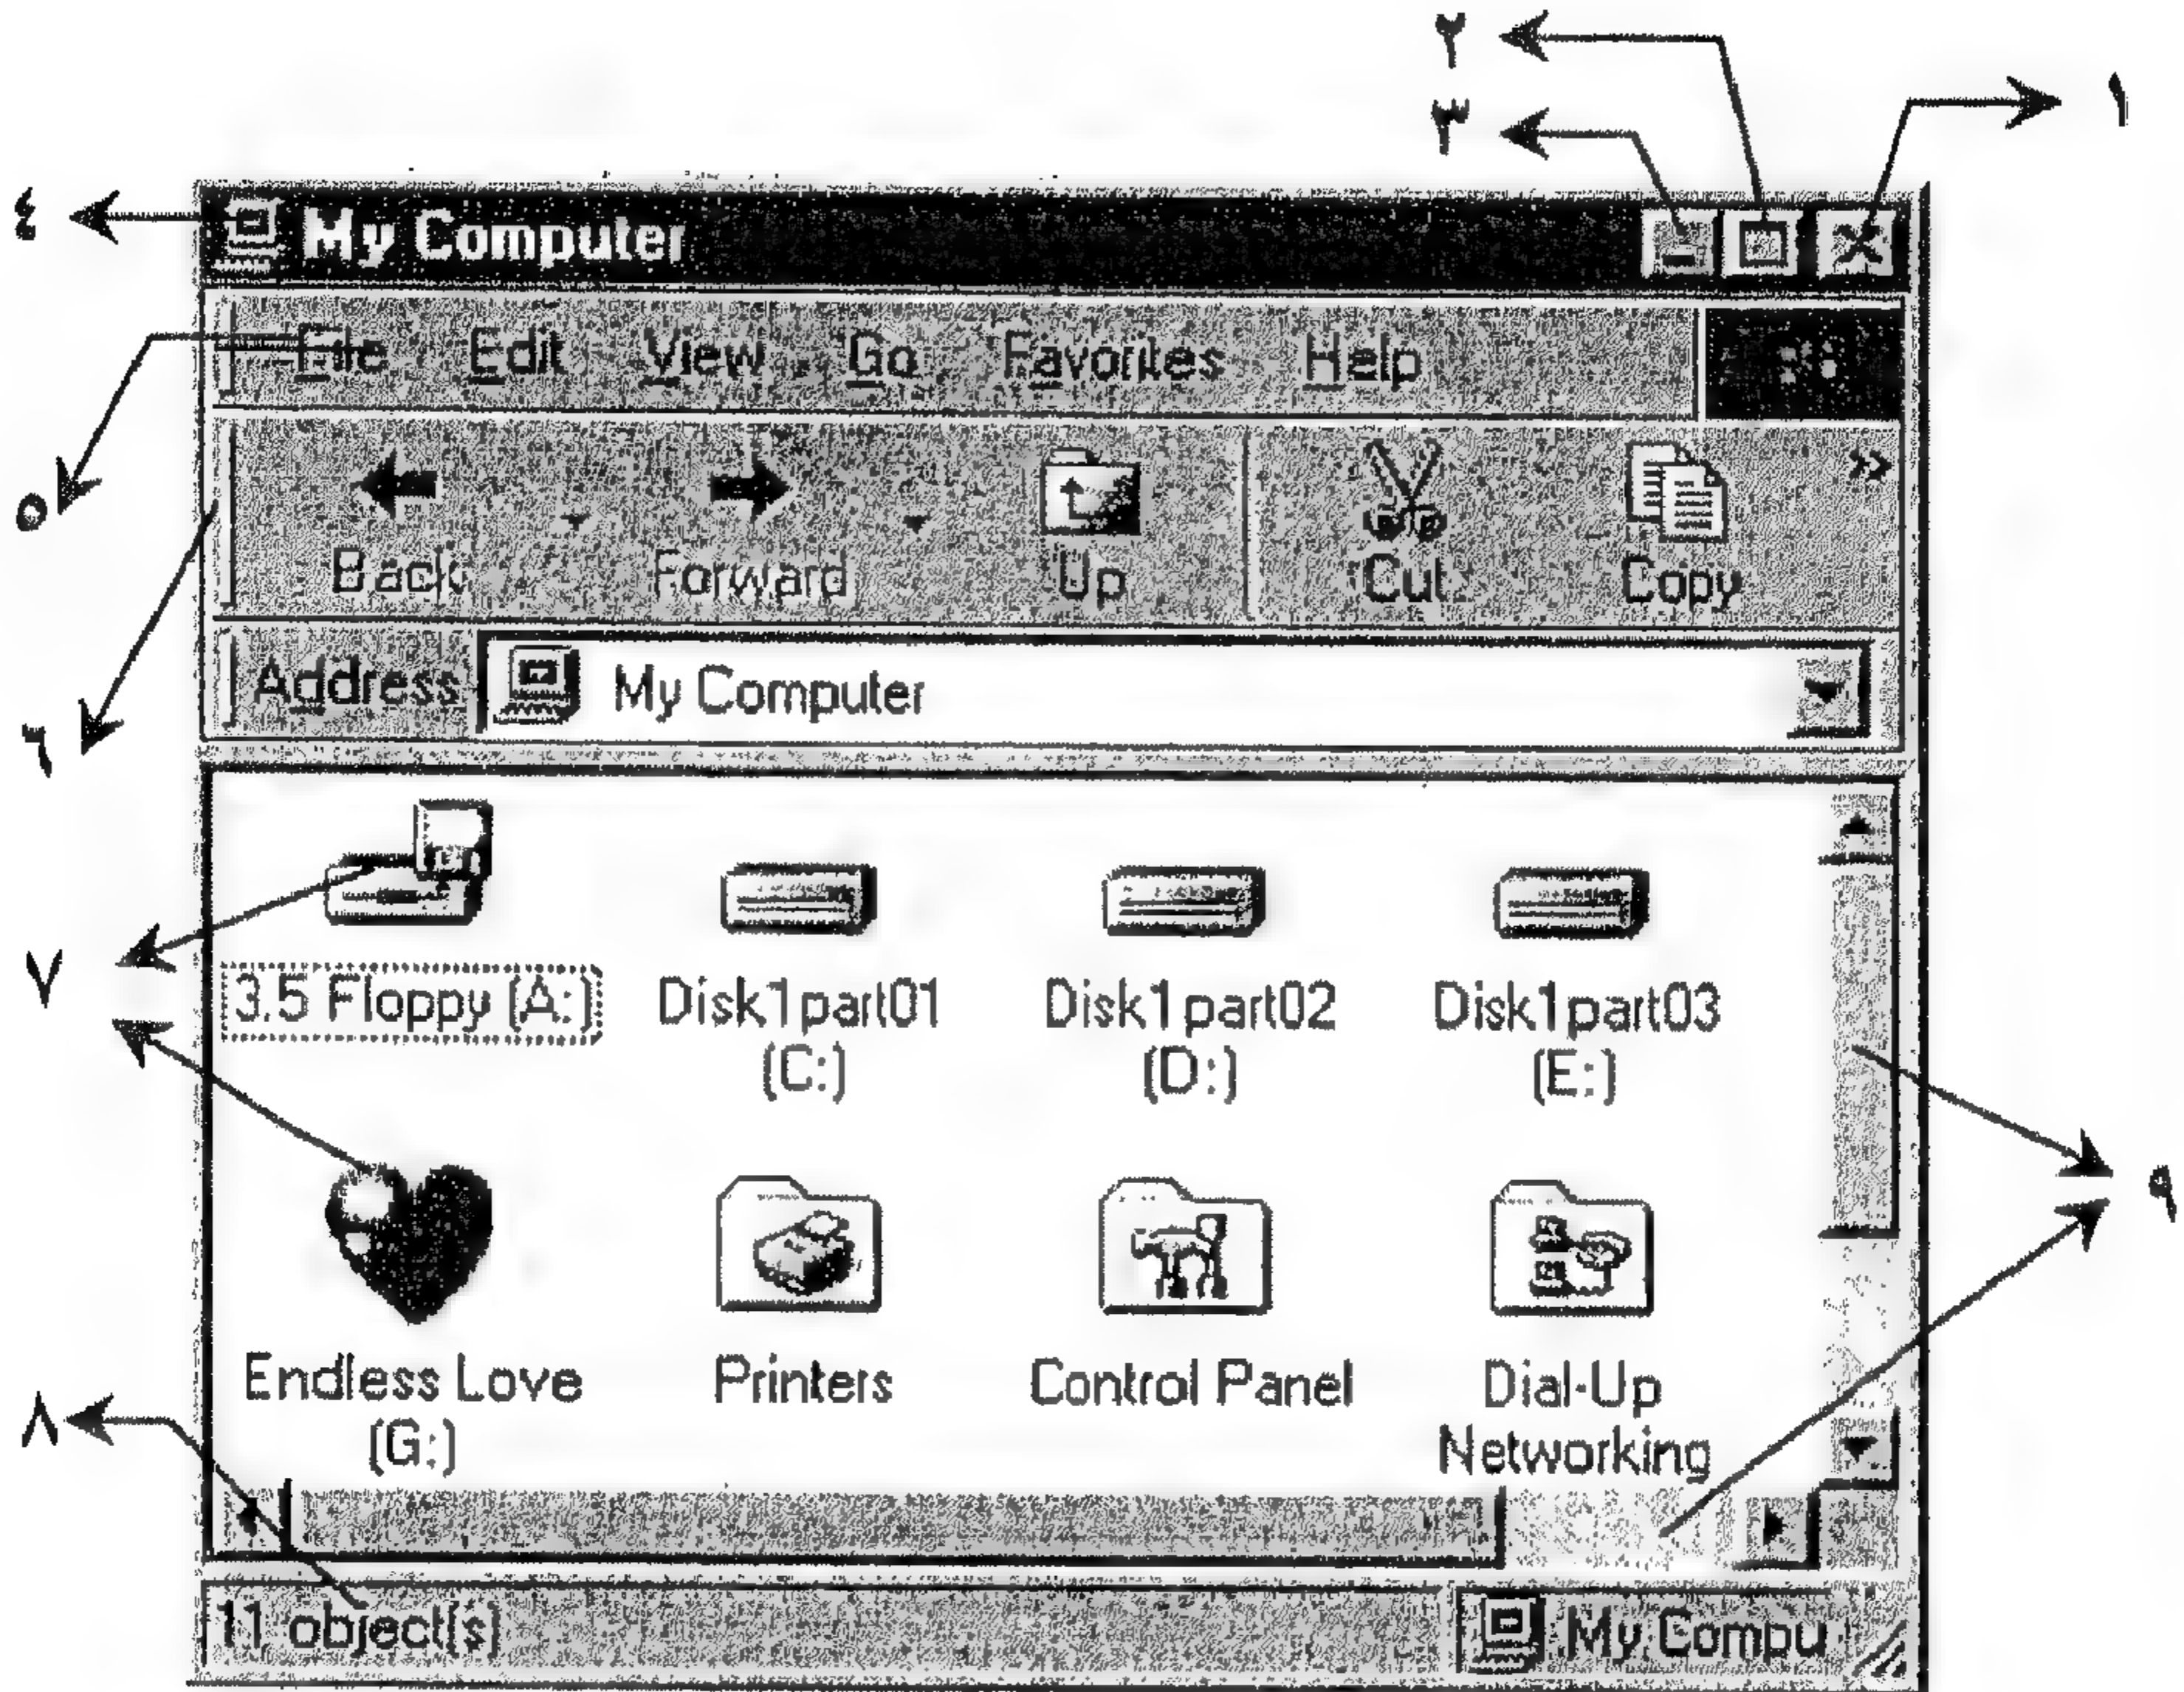 ٢
١
٣
٤
My Computer
File Edit View Go Favorites Help
٥
Back Forward Up Cut Copy
»
٦
Address My Computer
٧
3.5 Floppy (A:) Disk1part01 (C:) Disk1part02 (D:) Disk1part03 (E:)
٩
Endless Love (G:) Printers Control Panel Dial-Up Networking
٨
11 object(s) My Compu